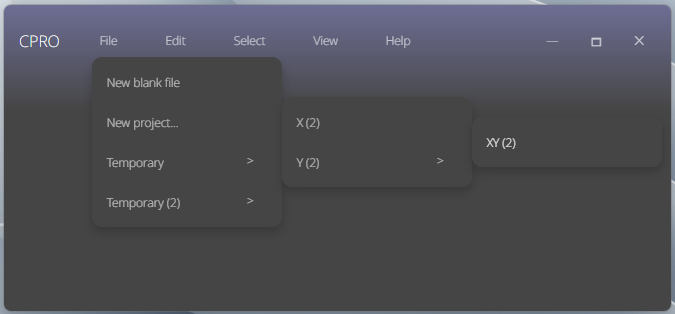 CPRO File Edit Select View Help
New blank file
New project...
Temporary >
Temporary (2) >
X (2)
Y (2) >
XY (2)